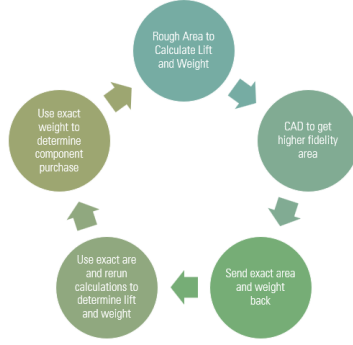 Rough Area to
Calculate Lift
and Weight
CAD to get
higher fidelity
area
Send exact area
and weight
back
Use exact are
and rerun
calculations to
determine lift
and weight
Use exact
weight to
determine
component
purchase